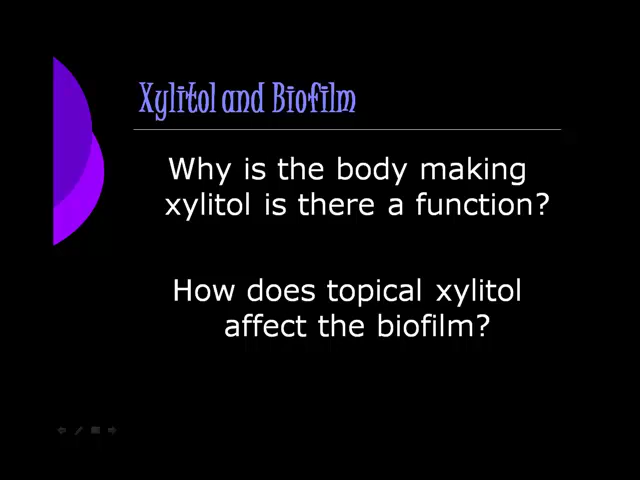 Xylitol and Biofilm
Why is the body making
xylitol is there a function?
How does topical xylitol
affect the biofilm?